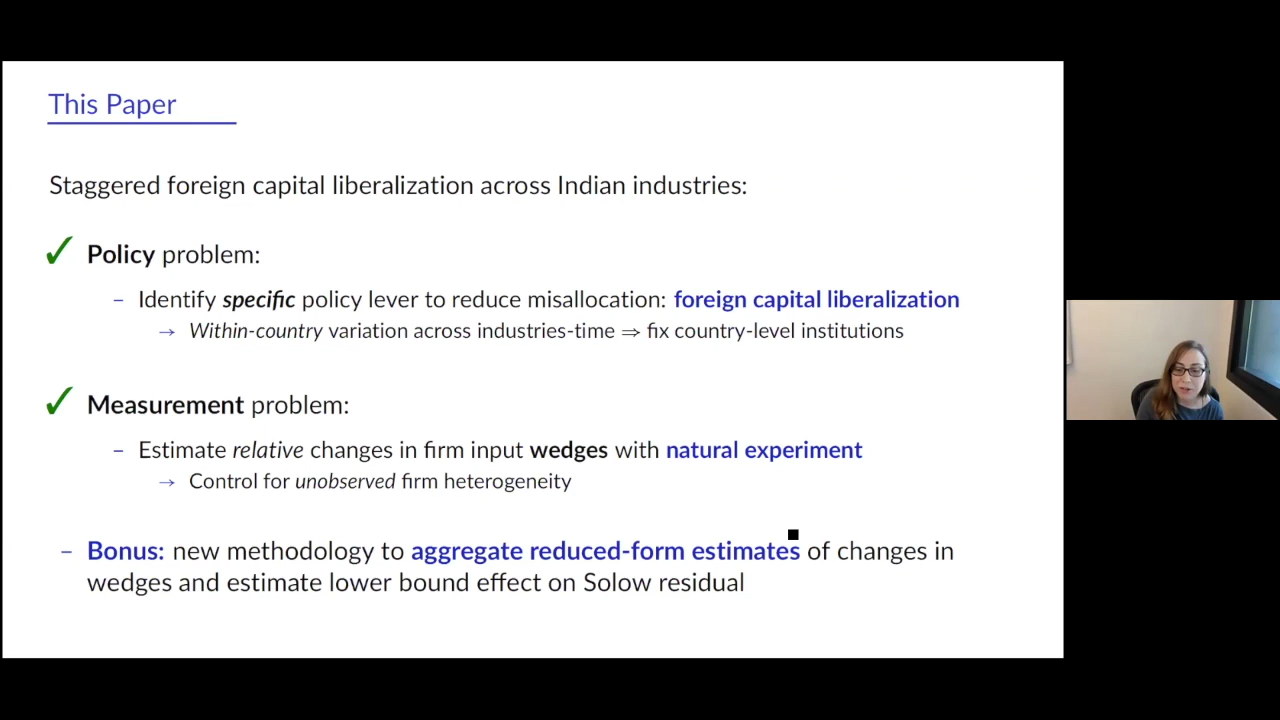 This Paper
Staggered foreign capital liberalization across Indian industries:
✓ Policy problem:
– Identify specific policy lever to reduce misallocation: foreign capital liberalization
→ Within-country variation across industries-time ⇒ fix country-level institutions
✓ Measurement problem:
– Estimate relative changes in firm input wedges with natural experiment
→ Control for unobserved firm heterogeneity
– Bonus: new methodology to aggregate reduced-form estimates of changes in
wedges and estimate lower bound effect on Solow residual